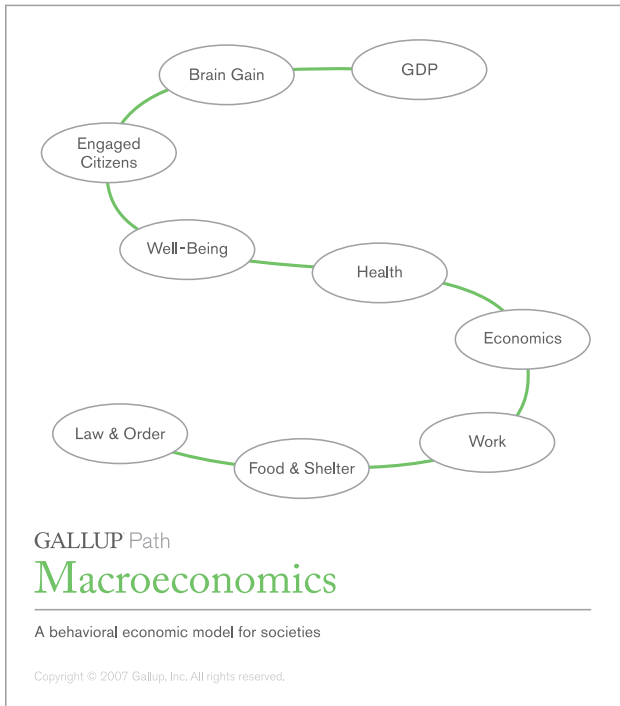 GDP
Brain Gain
Engaged
Citizens
Well-Being
Health
Economics
Law & Order
Work
Food & Shelter
GALLUP® Path
Macroeconomics
A behavioral economic model for societies
Copyright © 2007 Gallup, Inc. All rights reserved.